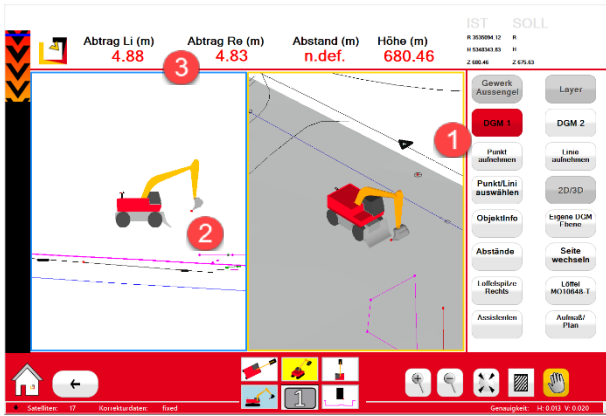 IST SOLL
Abtrag Li (m) Abtrag Re (m) Abstand (m) Höhe (m)
4.88 4.83 n.def. 680.46
R 3535094.12 R
H 5348343.83 H
Z 680.46 Z 675.63
3
1
2
Gewerk
Aussengel
Layer
DGM 1
DGM 2
Punkt
aufnehmen
Linie
aufnehmen
Punkt/Lini
auswählen
2D/3D
ObjektInfo
Eigene DGM
Ebene
Abstände
Seite
wechseln
Löffelspitze
Rechts
Löffel
MO10648-T
Assistenten
Aufmaß/
Plan
1
Satelliten: 17 Korrekturdaten: fixed Genauigkeit: H: 0.013 V: 0.020